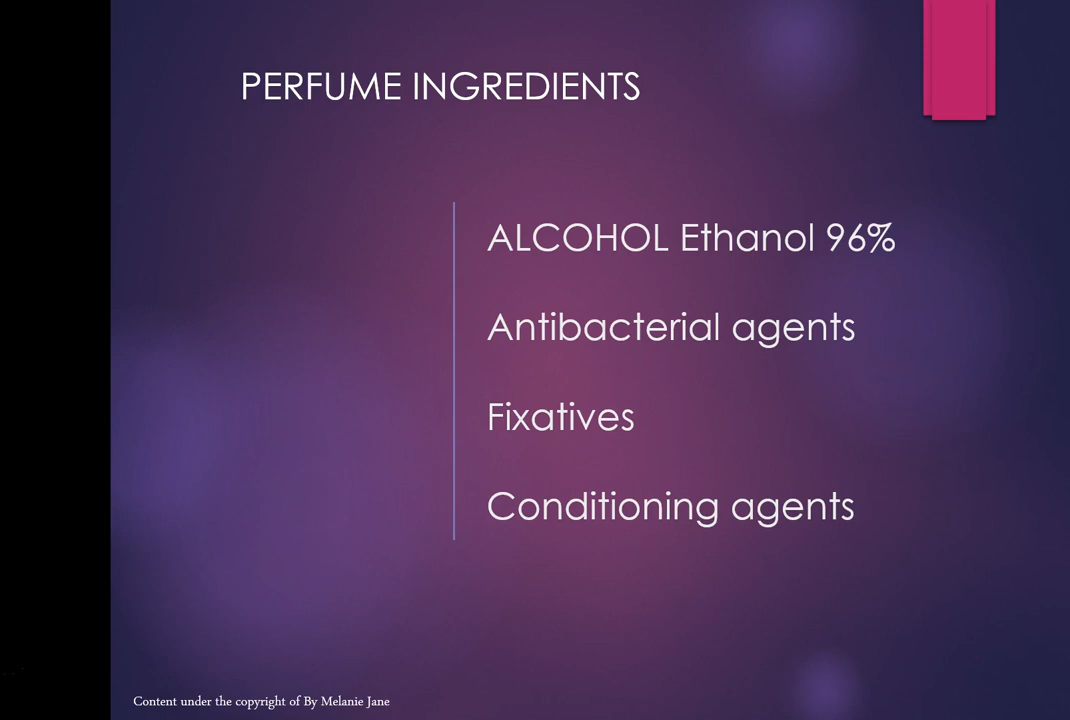 PERFUME INGREDIENTS
ALCOHOL Ethanol 96%
Antibacterial agents
Fixatives
Conditioning agents
Content under the copyright of By Melanie Jane